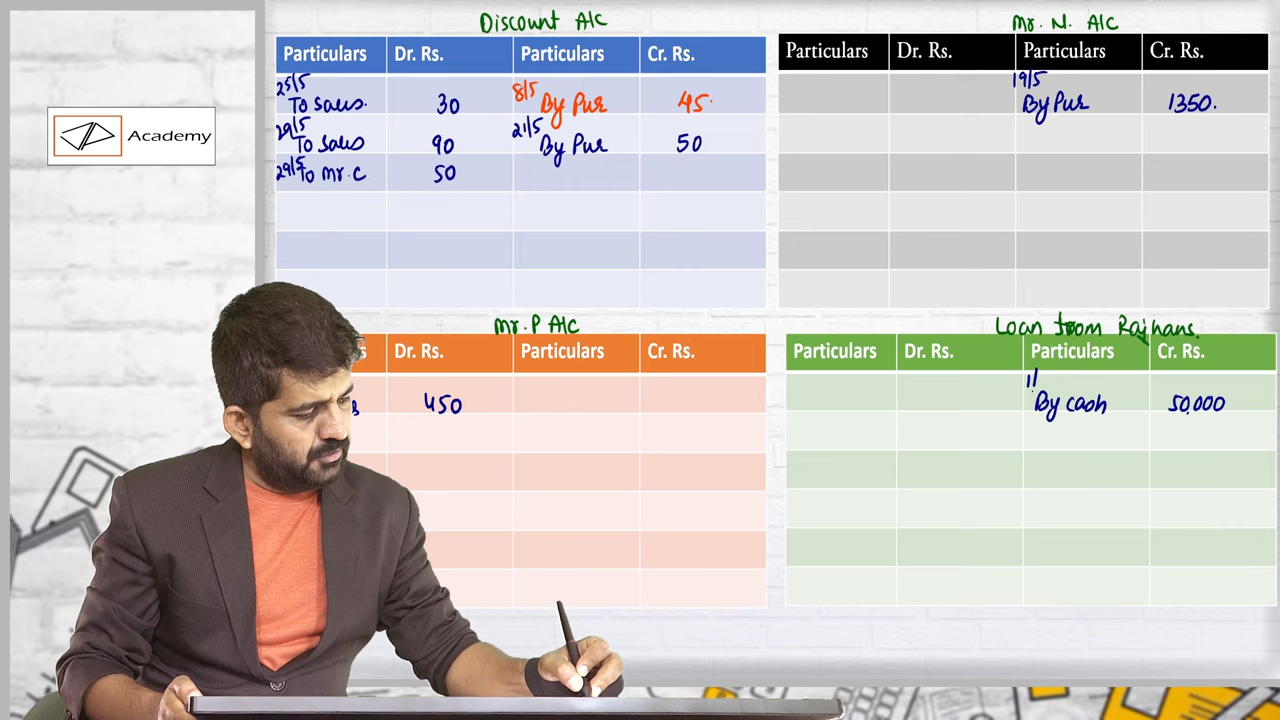 Academy
Discount A/C
Particulars Dr. Rs. Particulars Cr. Rs.
25/5 To Sales. 30 8/5 By Pur 45.
29/5 To Sales 90 21/5 By Pur 50
29/5 To Mr. C 50
Mr. N. A/C
Particulars Dr. Rs. Particulars Cr. Rs.
19/5 By Pur 1350.
Mr. P A/C
Dr. Rs. Particulars Cr. Rs.
450
Loan from Rajhans.
Particulars Dr. Rs. Particulars Cr. Rs.
1/
By cash 50,000